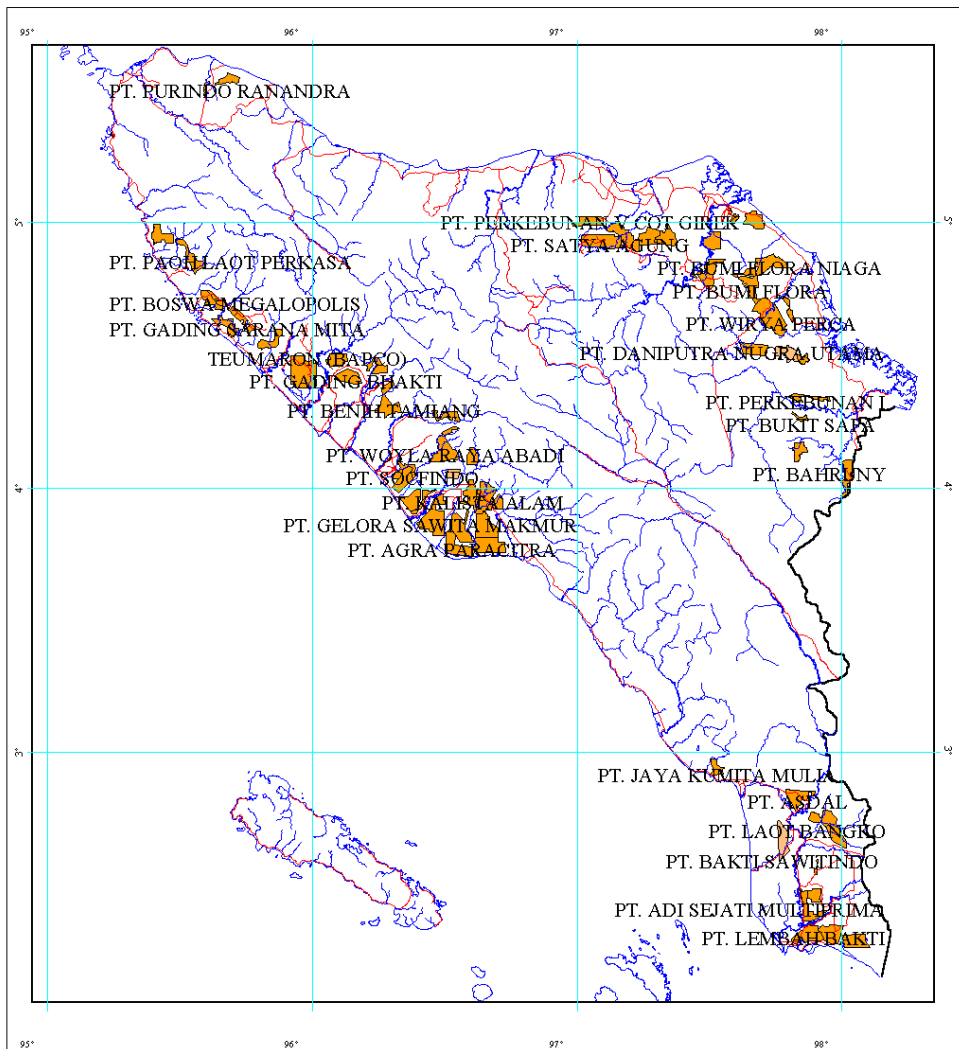 95° 96° 97° 98°
PT. PURINDO RANANDRA
5° 5°
PT. PERKEBUNAN V COT GIREK
PT. SATYA AGUNG
PT. PAOH LAOT PERKASA
PT. BUMI FLORA NIAGA
PT. BUMI FLORA
PT. BOSWA MEGALOPOLIS
PT. GADING SARANA MITA
PT. WIRYA PERCA
PT. DANIPUTRA NUGRA UTAMA
TEUMARON (BAPCO)
PT. GADING BHAKTI
PT. PERKEBUNAN I
PT. BENIH TAMIANG
PT. BUKIT SAPA
PT. WOYLA RAYA ABADI
PT. BAHRUNY
PT. SOCFINDO
4° 4°
PT. KALISTA ALAM
PT. GELORA SAWITA MAKMUR
PT. AGRA PARACITRA
3° 3°
PT. JAYA KUMITA MULIA
PT. ASDAL
PT. LAOT BANGKO
PT. BAKTI SAWITINDO
PT. ADI SEJATI MULTIPRIMA
PT. LEMBAH BAKTI
95° 96° 97° 98°